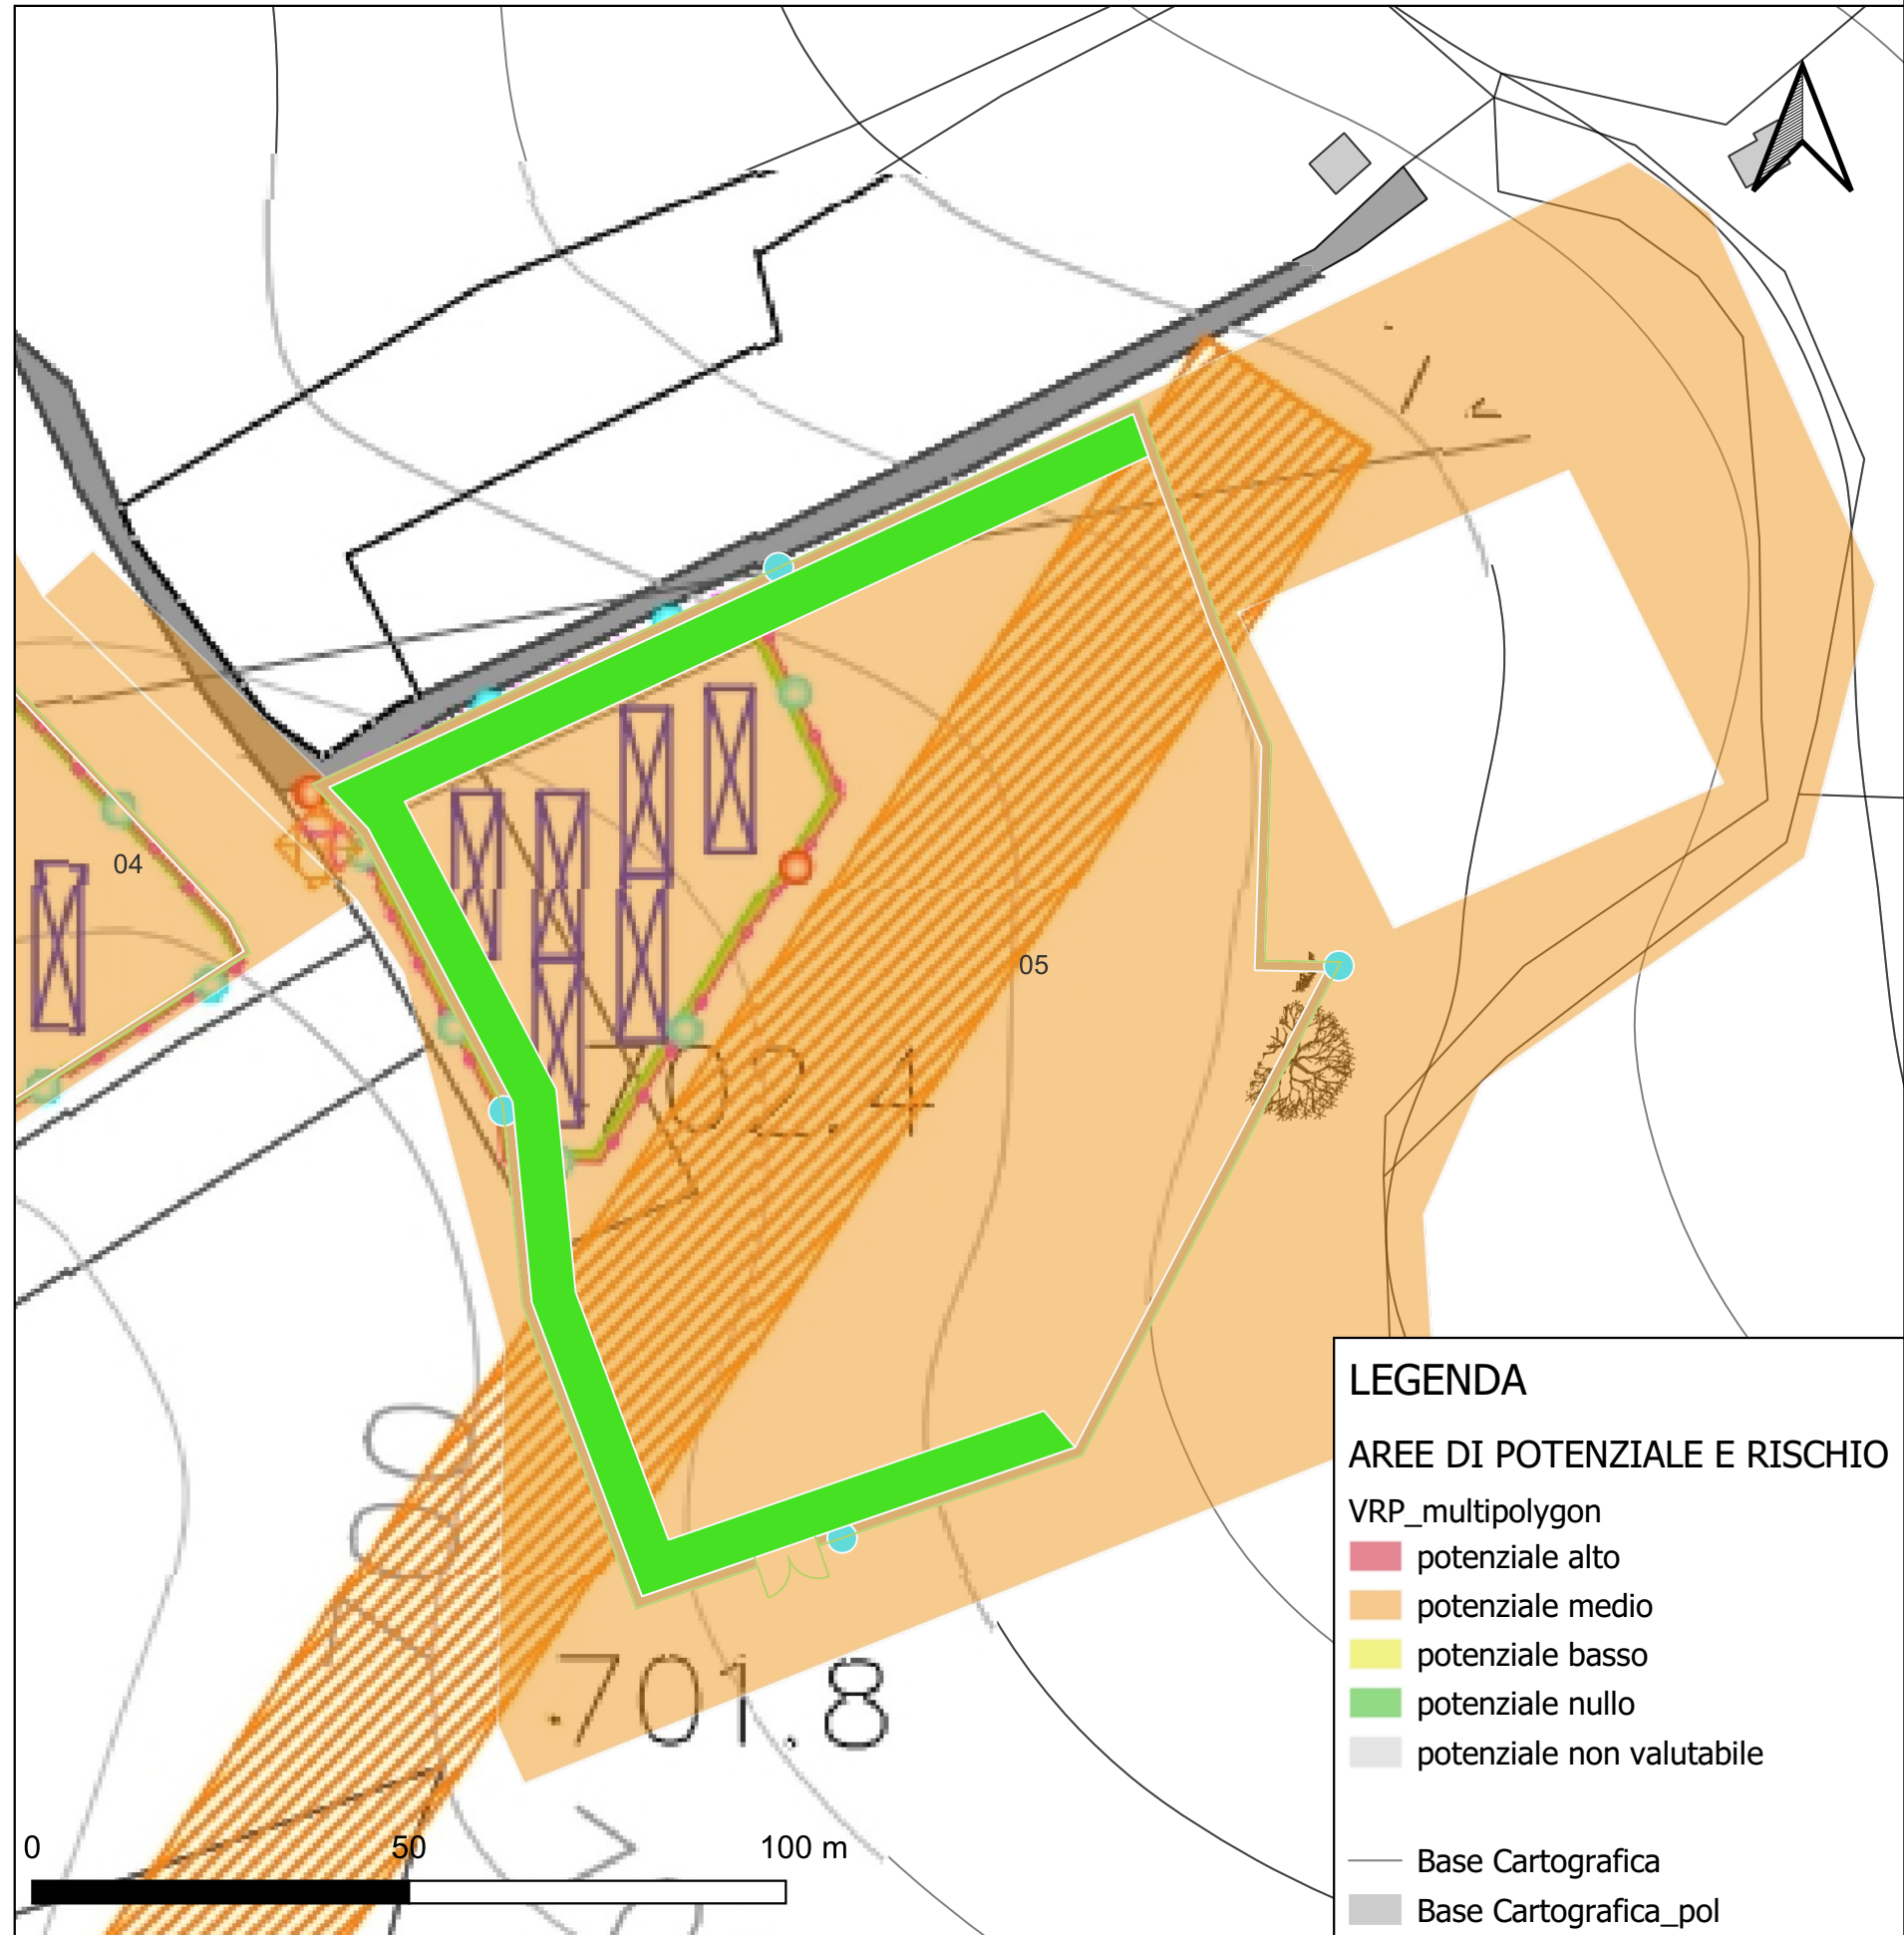 04
05
702.4
700
.701.8
0 50 100 m
LEGENDA
AREE DI POTENZIALE E RISCHIO
VRP_multipolygon
potenziale alto
potenziale medio
potenziale basso
potenziale nullo
potenziale non valutabile
Base Cartografica
Base Cartografica_pol